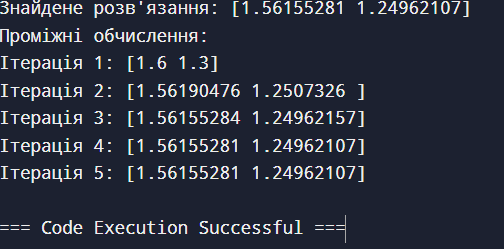 Знайдене розв'язання: [1.56155281 1.24962107]
Проміжні обчислення:
Ітерація 1: [1.6 1.3]
Ітерація 2: [1.56190476 1.2507326 ]
Ітерація 3: [1.56155284 1.24962157]
Ітерація 4: [1.56155281 1.24962107]
Ітерація 5: [1.56155281 1.24962107]
=== Code Execution Successful ===